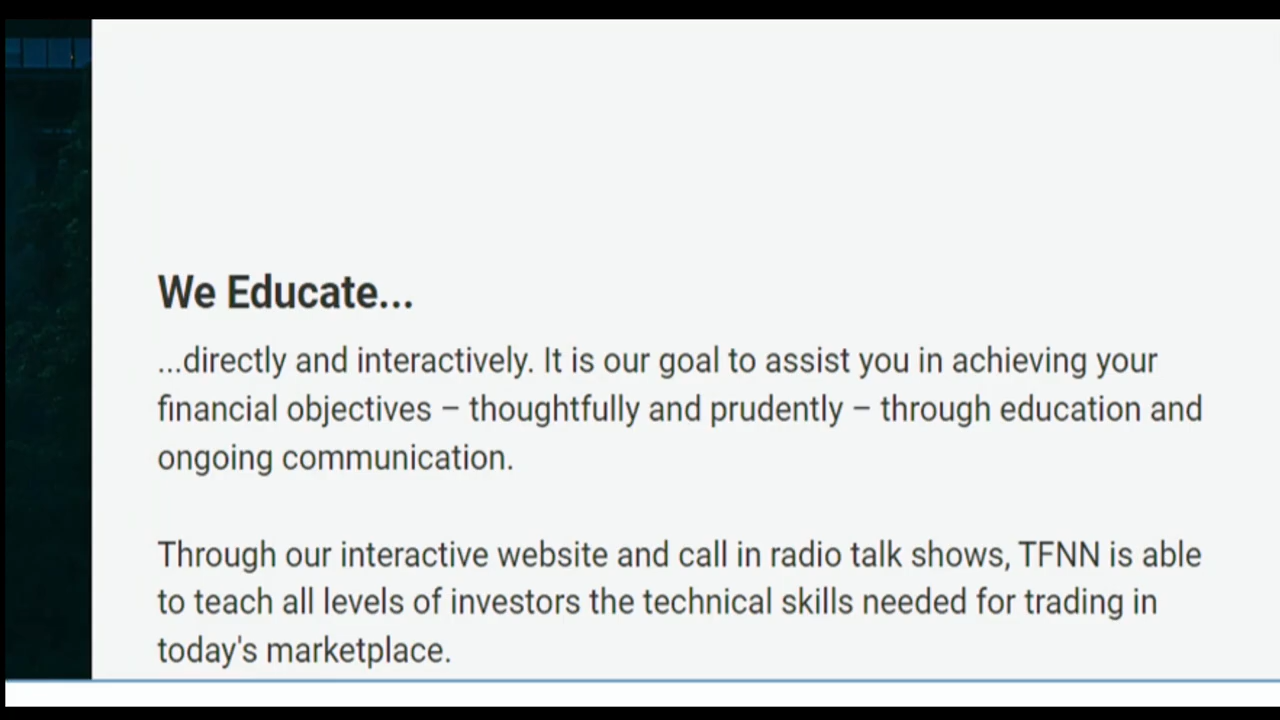 We Educate...
...directly and interactively. It is our goal to assist you in achieving your
financial objectives – thoughtfully and prudently – through education and
ongoing communication.
Through our interactive website and call in radio talk shows, TFNN is able
to teach all levels of investors the technical skills needed for trading in
today's marketplace.